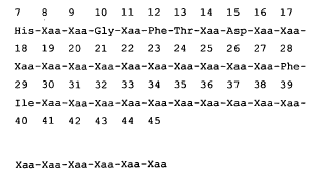 7 8 9 10 11 12 13 14 15 16 17
His-Xaa-Xaa-Gly-Xaa-Phe-Thr-Xaa-Asp-Xaa-Xaa-
18 19 20 21 22 23 24 25 26 27 28
Xaa-Xaa-Xaa-Xaa-Xaa-Xaa-Xaa-Xaa-Xaa-Xaa-Phe-
29 30 31 32 33 34 35 36 37 38 39
Ile-Xaa-Xaa-Xaa-Xaa-Xaa-Xaa-Xaa-Xaa-Xaa-Xaa-
40 41 42 43 44 45
Xaa-Xaa-Xaa-Xaa-Xaa-Xaa